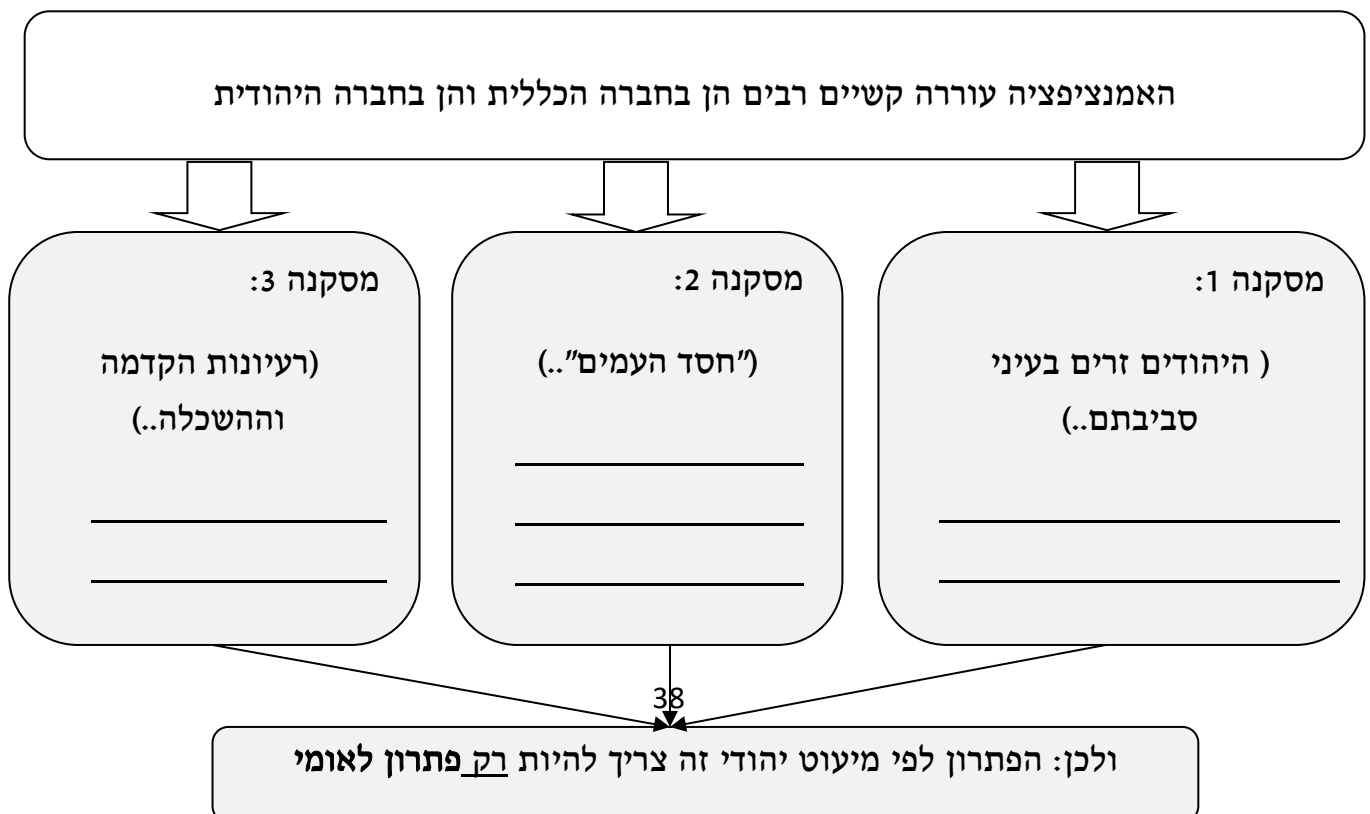 האמנציפציה עוררה קשיים רבים הן בחברה הכללית והן בחברה היהודית
מסקנה 1:
( היהודים זרים בעיני
סביבתם..)
מסקנה 2:
("חסד העמים"..)
מסקנה 3:
(רעיונות הקדמה
וההשכלה..)
38
ולכן: הפתרון לפי מיעוט יהודי זה צריך להיות רק פתרון לאומי